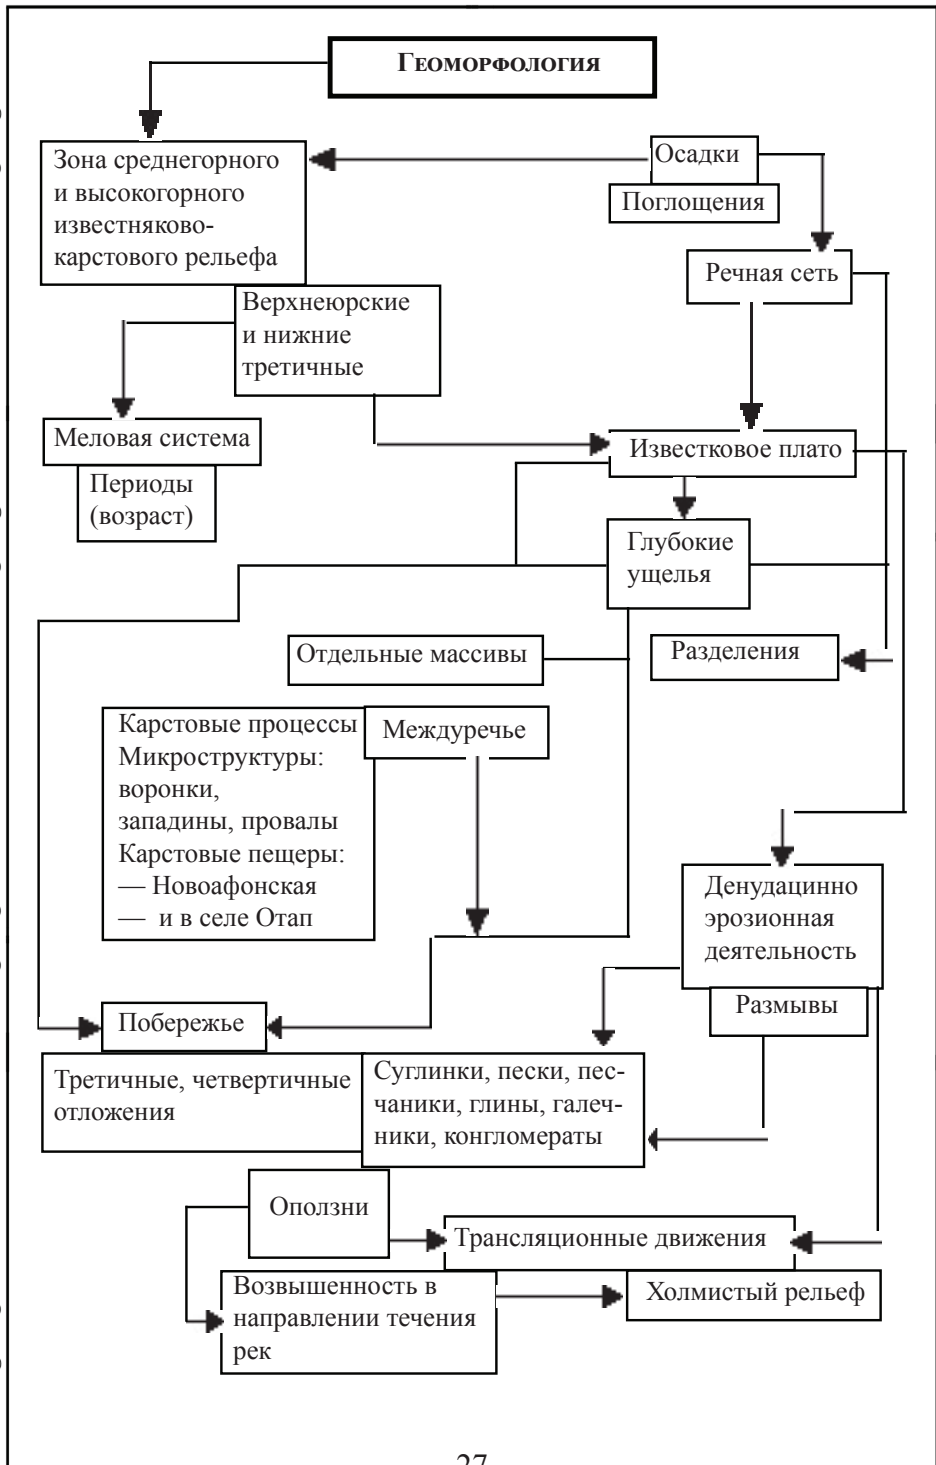 Геоморфология
Зона среднегорного
и высокогорного
известняково-
карстового рельефа
Осадки
Поглощения
Речная сеть
Верхнеюрские
и нижние
третичные
Меловая система
Периоды
(возраст)
Известковое плато
Глубокие
ущелья
Отдельные массивы
Разделения
Карстовые процессы
Микроструктуры:
воронки,
западины, провалы
Карстовые пещеры:
— Новоафонская
— и в селе Отап
Междуречье
Денудацинно
эрозионная
деятельность
Размывы
Побережье
Третичные, четвертичные
отложения
Суглинки, пески, пес-
чаники, глины, галеч-
ники, конгломераты
Оползни
Трансляционные движения
Возвышенность в
направлении течения
рек
Холмистый рельеф
27